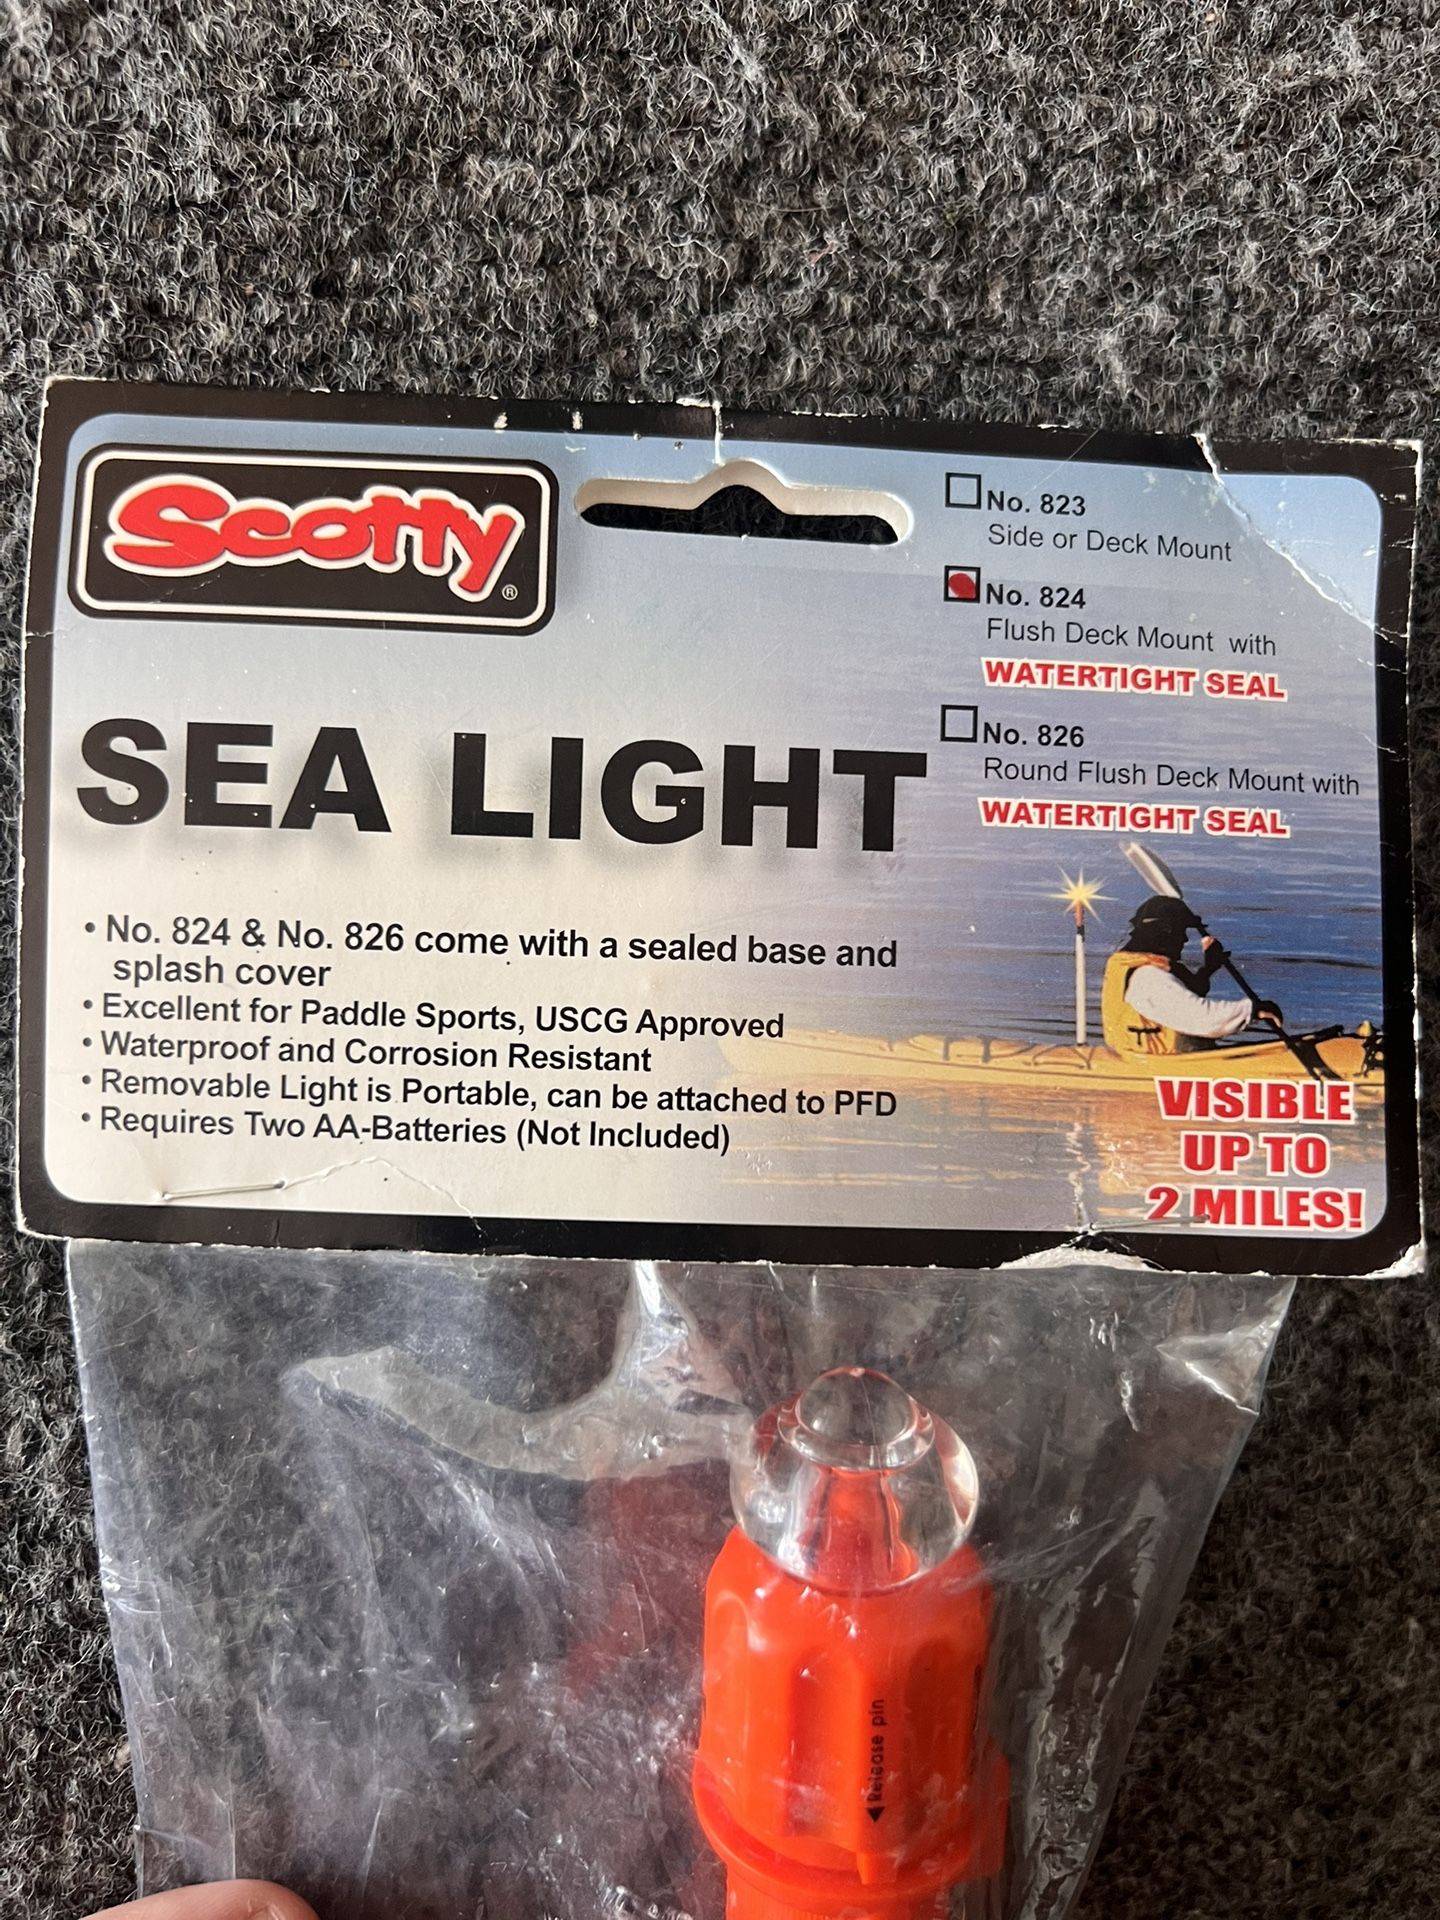 Scotty®
No. 823
Side or Deck Mount
No. 824
Flush Deck Mount with
WATERTIGHT SEAL
No. 826
Round Flush Deck Mount with
WATERTIGHT SEAL
SEA LIGHT
• No. 824 & No. 826 come with a sealed base and
splash cover
• Excellent for Paddle Sports, USCG Approved
• Waterproof and Corrosion Resistant
• Removable Light is Portable, can be attached to PFD
• Requires Two AA-Batteries (Not Included)
VISIBLE
UP TO
2 MILES!
Release pin